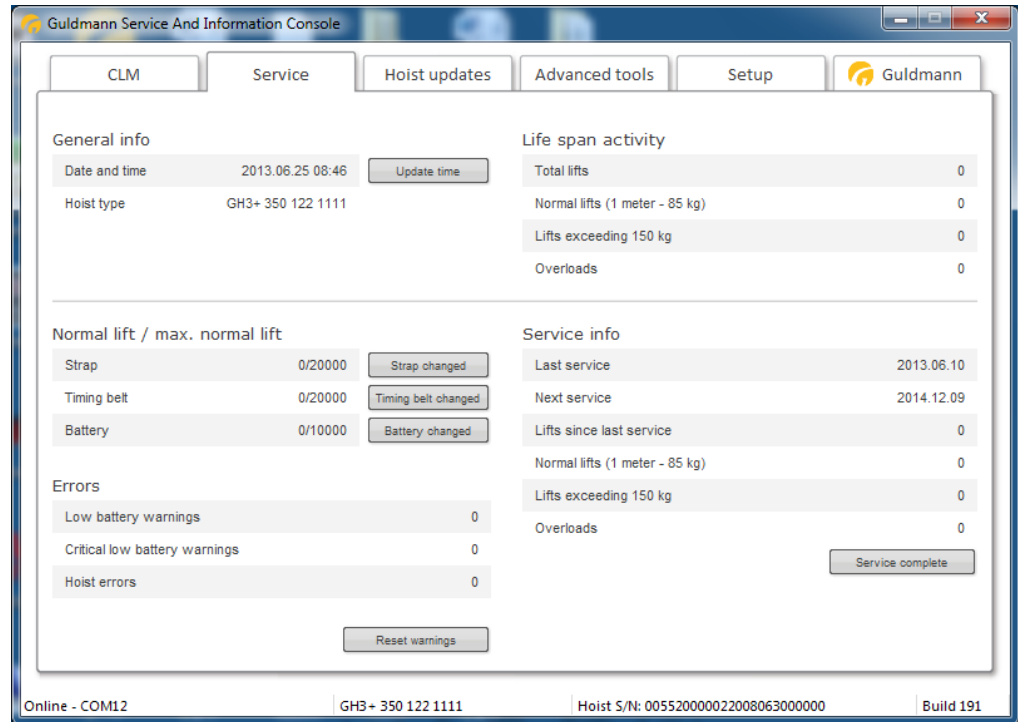 Guldmann Service And Information Console
CLM
Service
Hoist updates
Advanced tools
Setup
Guldmann
General info
Date and time 2013.06.25 08:46 Update time
Hoist type GH3+ 350 122 1111
Life span activity
Total lifts 0
Normal lifts (1 meter - 85 kg) 0
Lifts exceeding 150 kg 0
Overloads 0
Normal lift / max. normal lift
Strap 0/20000 Strap changed
Timing belt 0/20000 Timing belt changed
Battery 0/10000 Battery changed
Errors
Low battery warnings 0
Critical low battery warnings 0
Hoist errors 0
Reset warnings
Service info
Last service 2013.06.10
Next service 2014.12.09
Lifts since last service 0
Normal lifts (1 meter - 85 kg) 0
Lifts exceeding 150 kg 0
Overloads 0
Service complete
Online - COM12 GH3+ 350 122 1111 Hoist S/N: 005520000022008063000000 Build 191